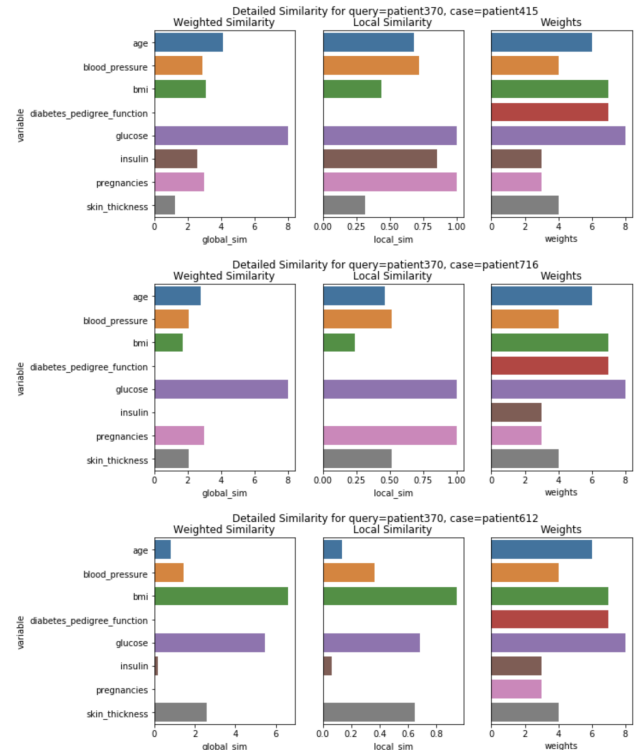 Detailed Similarity for query=patient370, case=patient415
Weighted Similarity Local Similarity Weights
variable
age
blood_pressure
bmi
diabetes_pedigree_function
glucose
insulin
pregnancies
skin_thickness
0 2 4 6 8 0.00 0.25 0.50 0.75 1.00 0 2 4 6 8
global_sim local_sim weights
Detailed Similarity for query=patient370, case=patient716
Weighted Similarity Local Similarity Weights
variable
age
blood_pressure
bmi
diabetes_pedigree_function
glucose
insulin
pregnancies
skin_thickness
0 2 4 6 8 0.00 0.25 0.50 0.75 1.00 0 2 4 6 8
global_sim local_sim weights
Detailed Similarity for query=patient370, case=patient612
Weighted Similarity Local Similarity Weights
variable
age
blood_pressure
bmi
diabetes_pedigree_function
glucose
insulin
pregnancies
skin_thickness
0 2 4 6 0.0 0.2 0.4 0.6 0.8 0 2 4 6 8
global_sim local_sim weights